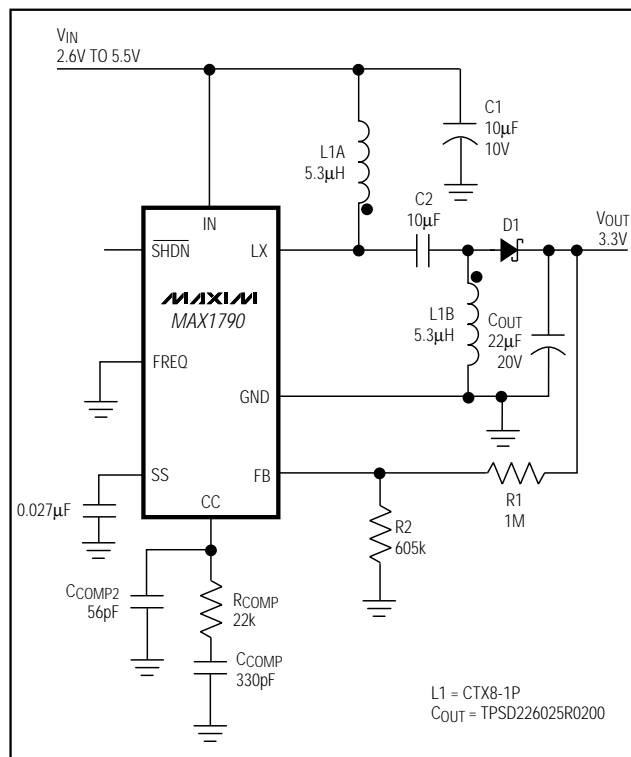 VIN
2.6V TO 5.5V
C1
10μF
10V
L1A
5.3μH
C2
10μF
D1
VOUT
3.3V
IN
SHDN
LX
MAXIM
MAX1790
L1B
5.3μH
COUT
22μF
20V
FREQ
GND
SS
FB
0.027μF
CC
R1
1M
R2
605k
CCOMP2
56pF
RCOMP
22k
CCOMP
330pF
L1 = CTX8-1P
COUT = TPSD226025R0200